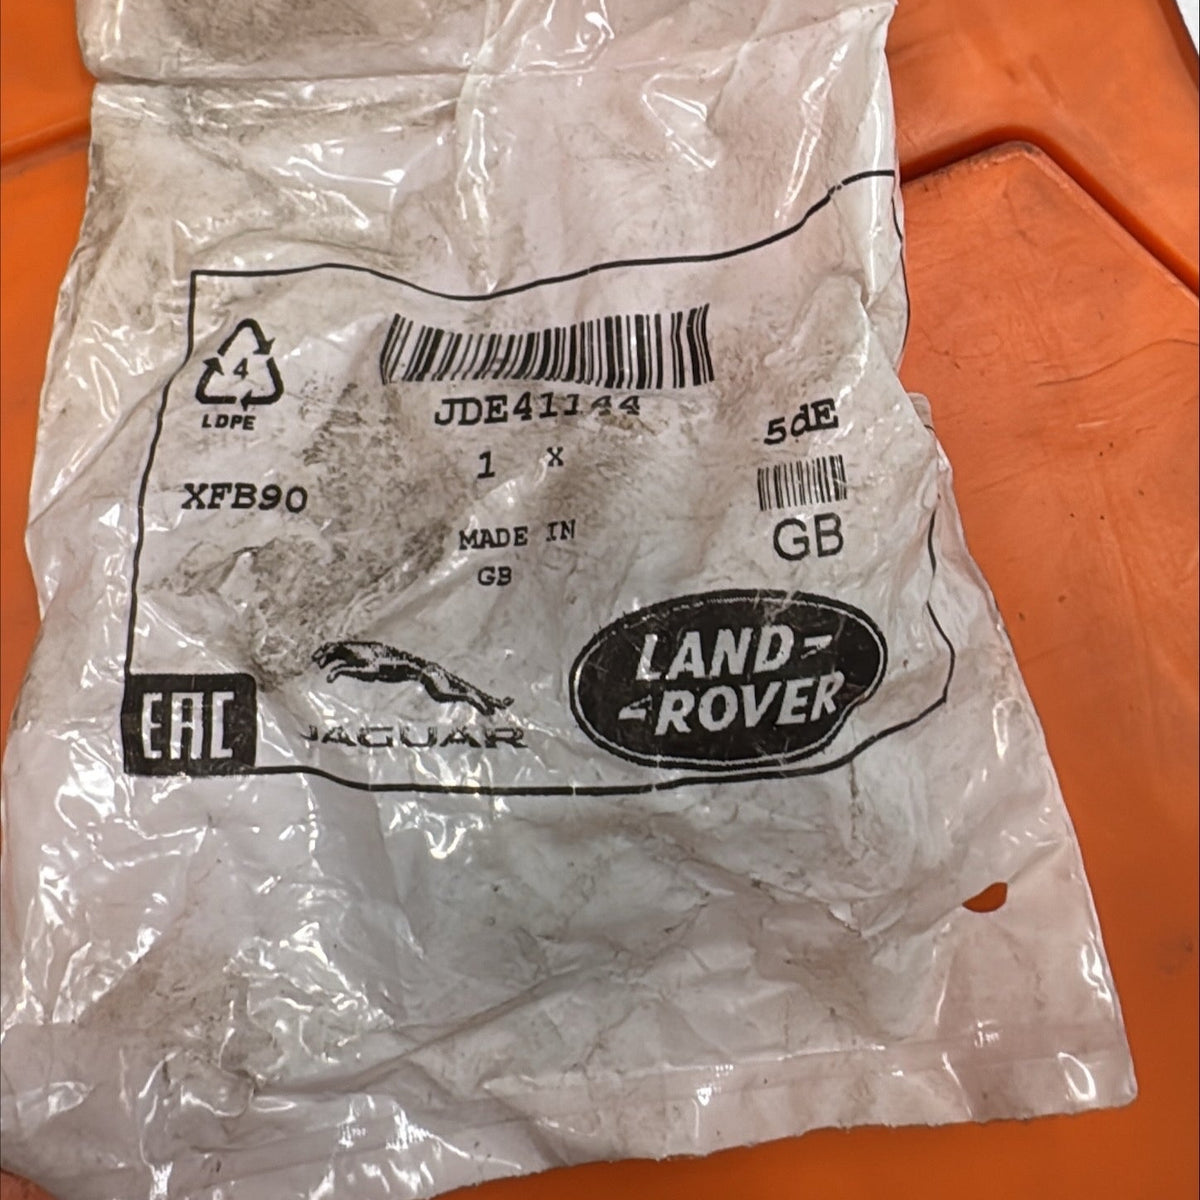 4
LDPE
JDE41144
1 X
5dE
XFB90
MADE IN
GB
GB
EAC
JAGUAR
LAND-
-ROVER